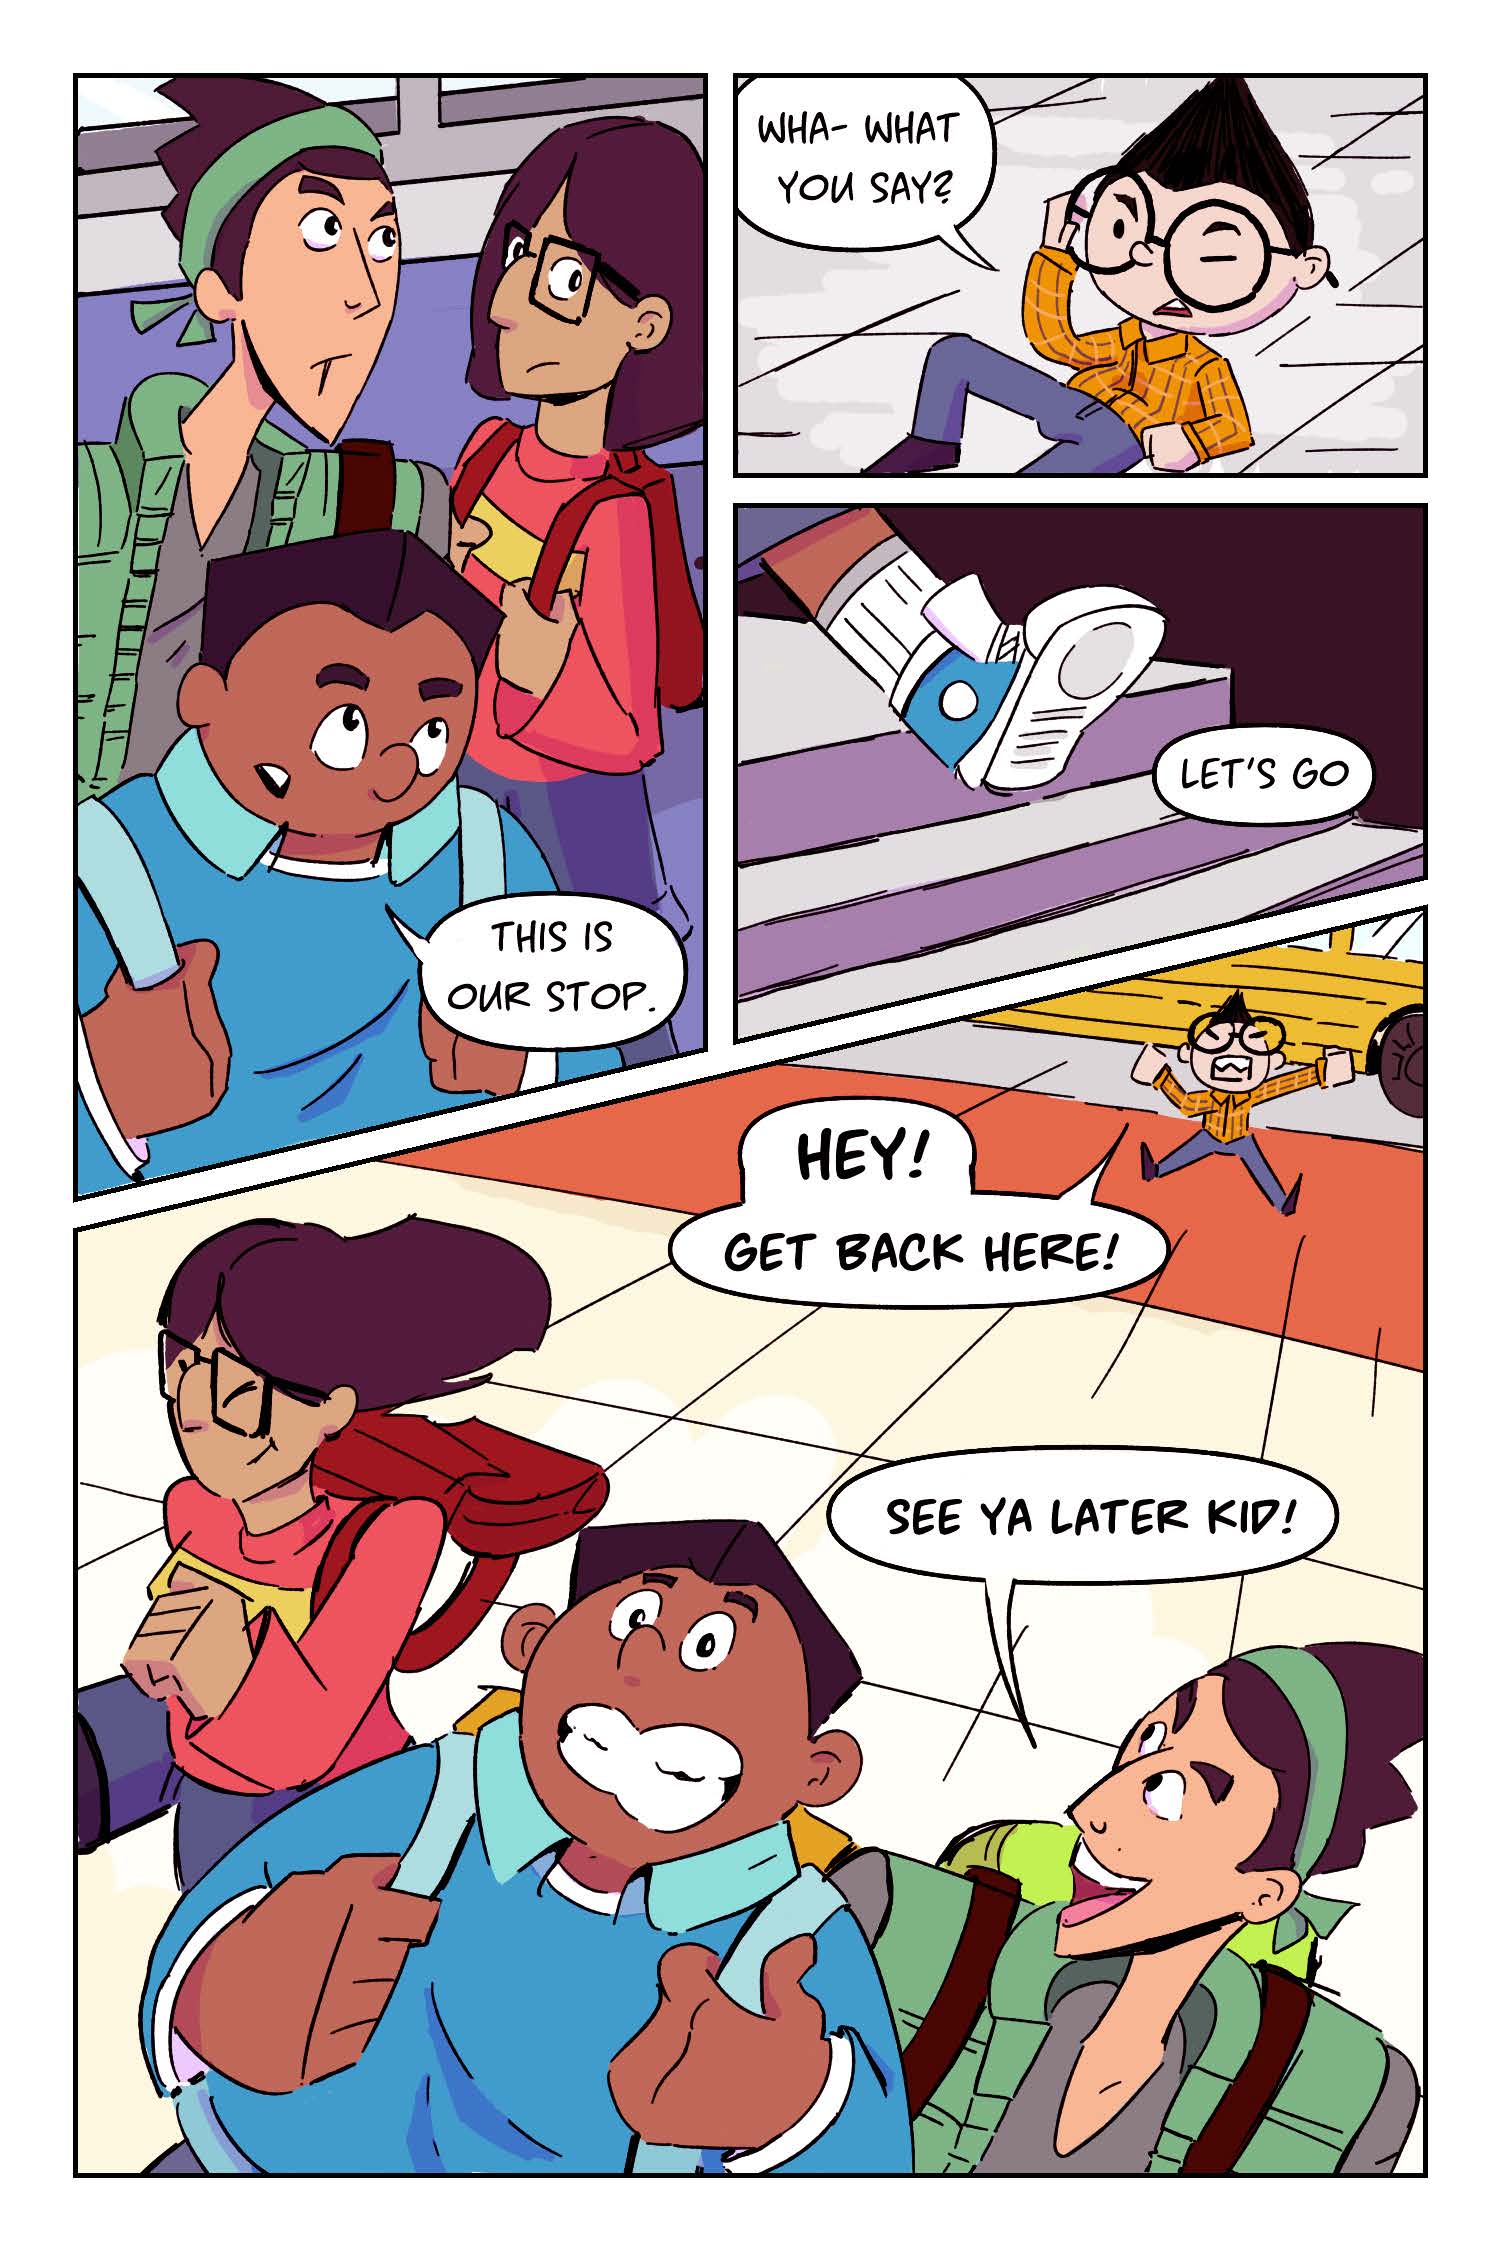 THIS IS
OUR STOP.
WHA- WHAT
YOU SAY?
LET'S GO
HEY!
GET BACK HERE!
SEE YA LATER KID!